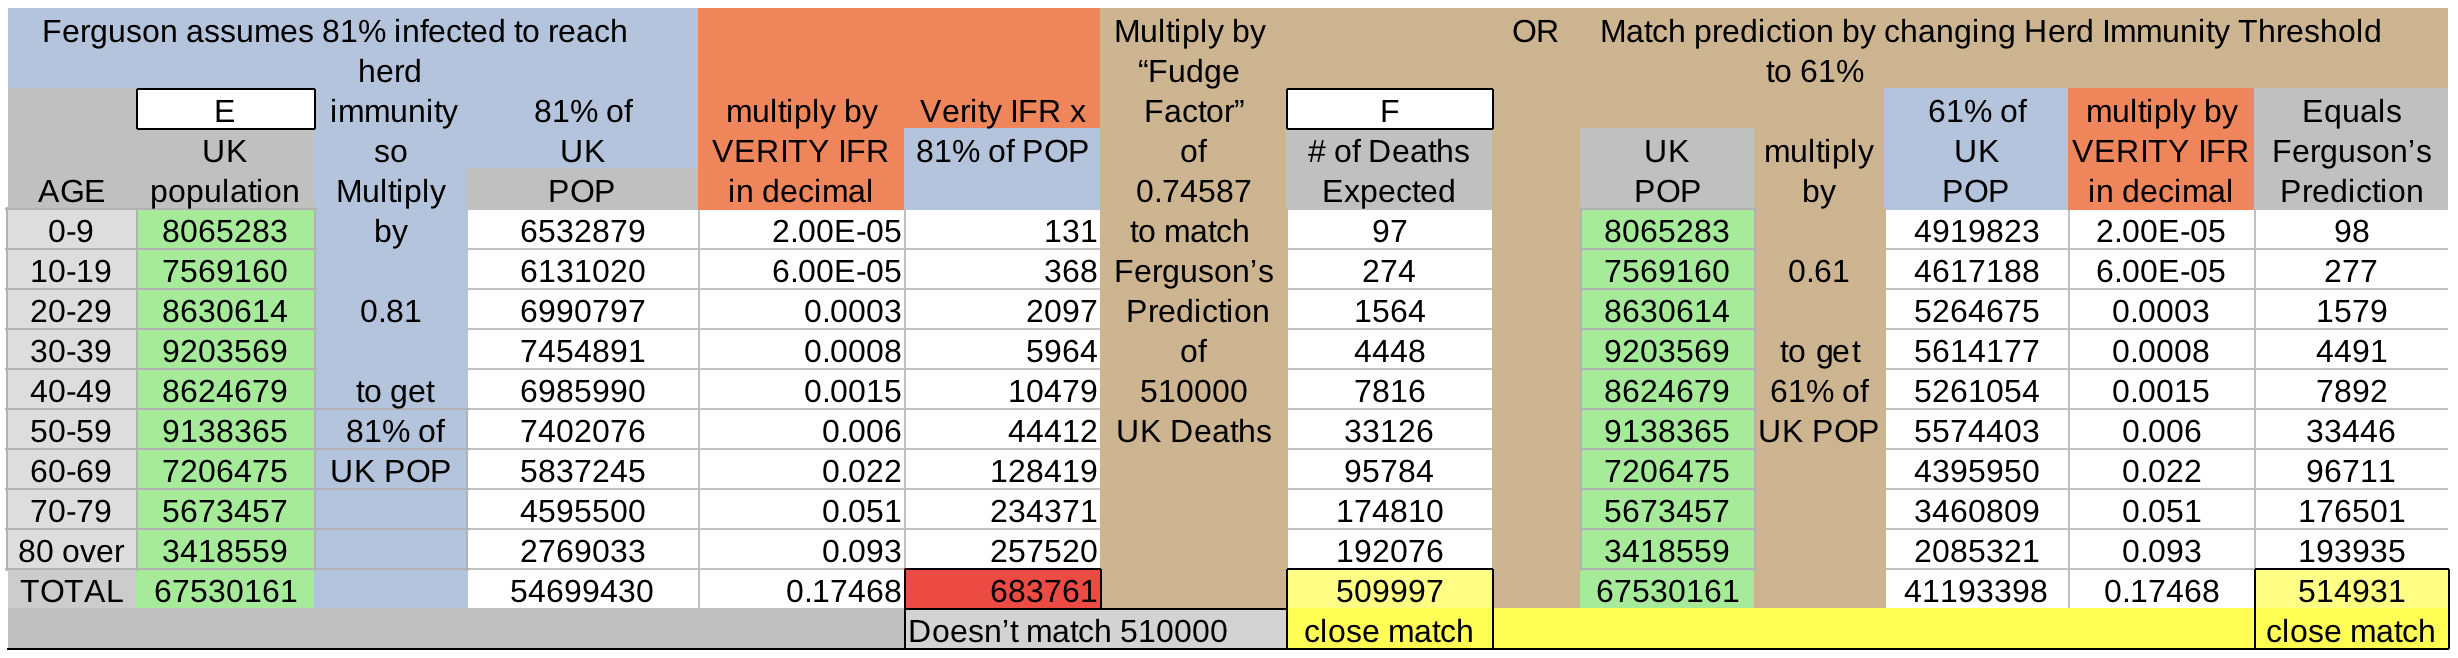 Ferguson assumes 81% infected to reach Multiply by OR Match prediction by changing Herd Immunity Threshold
herd “Fudge to 61%
E immunity 81% of multiply by Verity IFR x Factor” F 61% of multiply by Equals
UK so UK VERITY IFR 81% of POP of # of Deaths UK multiply UK VERITY IFR Ferguson’s
AGE population Multiply POP in decimal 0.74587 Expected POP by POP in decimal Prediction
0-9 8065283 by 6532879 2.00E-05 131 to match 97 8065283 4919823 2.00E-05 98
10-19 7569160 6131020 6.00E-05 368 Ferguson’s 274 7569160 0.61 4617188 6.00E-05 277
20-29 8630614 0.81 6990797 0.0003 2097 Prediction 1564 8630614 5264675 0.0003 1579
30-39 9203569 7454891 0.0008 5964 of 4448 9203569 to get 5614177 0.0008 4491
40-49 8624679 to get 6985990 0.0015 10479 510000 7816 8624679 61% of 5261054 0.0015 7892
50-59 9138365 81% of 7402076 0.006 44412 UK Deaths 33126 9138365 UK POP 5574403 0.006 33446
60-69 7206475 UK POP 5837245 0.022 128419 95784 7206475 4395950 0.022 96711
70-79 5673457 4595500 0.051 234371 174810 5673457 3460809 0.051 176501
80 over 3418559 2769033 0.093 257520 192076 3418559 2085321 0.093 193935
TOTAL 67530161 54699430 0.17468 683761 509997 67530161 41193398 0.17468 514931
Doesn’t match 510000 close match close match